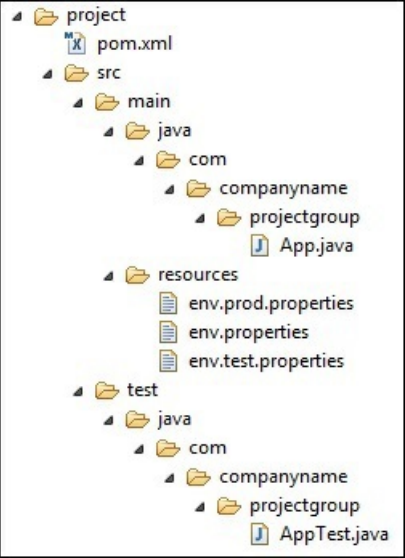 project
pom.xml
src
main
java
com
companyname
projectgroup
App.java
resources
env.prod.properties
env.properties
env.test.properties
test
java
com
companyname
projectgroup
AppTest.java